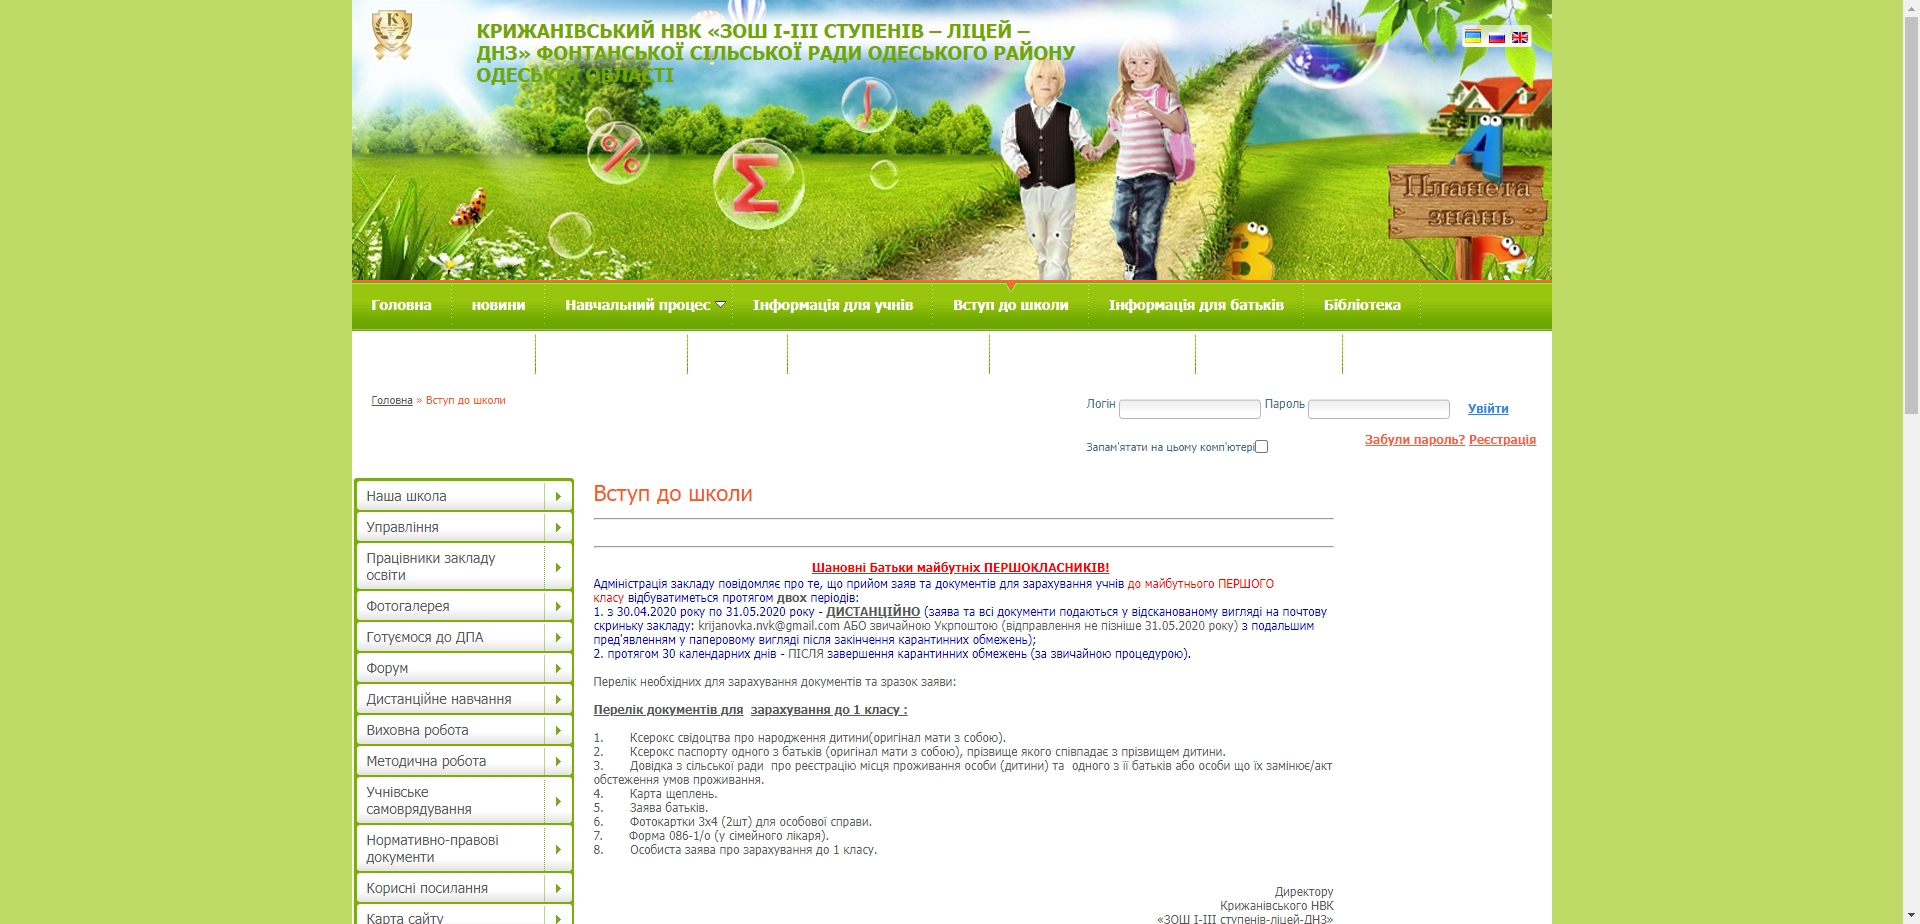 КРИЖАНІВСЬКИЙ НВК «ЗОШ І-ІІІ СТУПЕНІВ – ЛІЦЕЙ –
ДНЗ» ФОНТАНСЬКОЇ СІЛЬСЬКОЇ РАДИ ОДЕСЬКОГО РАЙОНУ
ОДЕСЬКОЇ ОБЛАСТІ
Планета
знань
Головна
новини
Навчальний процес
Інформація для учнів
Вступ до школи
Інформація для батьків
Бібліотека
Головна » Вступ до школи
Логін
Пароль
Увійти
Запам'ятати на цьому комп'ютері
Забули пароль? Реєстрація
Наша школа
Управління
Працівники закладу
освіти
Фотогалерея
Готуємося до ДПА
Форум
Дистанційне навчання
Виховна робота
Методична робота
Учнівське
самоврядування
Нормативно-правові
документи
Корисні посилання
Карта сайту
Вступ до школи
Шановні Батьки майбутніх ПЕРШОКЛАСНИКІВ!
Адміністрація закладу повідомляє про те, що прийом заяв та документів для зарахування учнів до майбутнього ПЕРШОГО
класу відбуватиметься протягом двох періодів:
1. з 30.04.2020 року по 31.05.2020 року - ДИСТАНЦІЙНО (заява та всі документи подаються у відсканованому вигляді на почтову
скриньку закладу: krijanovka.nvk@gmail.com АБО звичайною Укрпоштою (відправлення не пізніше 31.05.2020 року) з подальшим
пред'явленням у паперовому вигляді після закінчення карантинних обмежень);
2. протягом 30 календарних днів - ПІСЛЯ завершення карантинних обмежень (за звичайною процедурою).
Перелік необхідних для зарахування документів та зразок заяви:
Перелік документів для зарахування до 1 класу :
1. Ксерокс свідоцтва про народження дитини(оригінал мати з собою).
2. Ксерокс паспорту одного з батьків (оригінал мати з собою), прізвище якого співпадає з прізвищем дитини.
3. Довідка з сільської ради про реєстрацію місця проживання особи (дитини) та одного з її батьків або особи що їх замінює/акт
обстеження умов проживання.
4. Карта щеплень.
5. Заява батьків.
6. Фотокартки 3х4 (2шт) для особової справи.
7. Форма 086-1/о (у сімейного лікаря).
8. Особиста заява про зарахування до 1 класу.
Директору
Крижанівського НВК
«ЗОШ І-ІІІ ступенів-ліцей-ДНЗ»